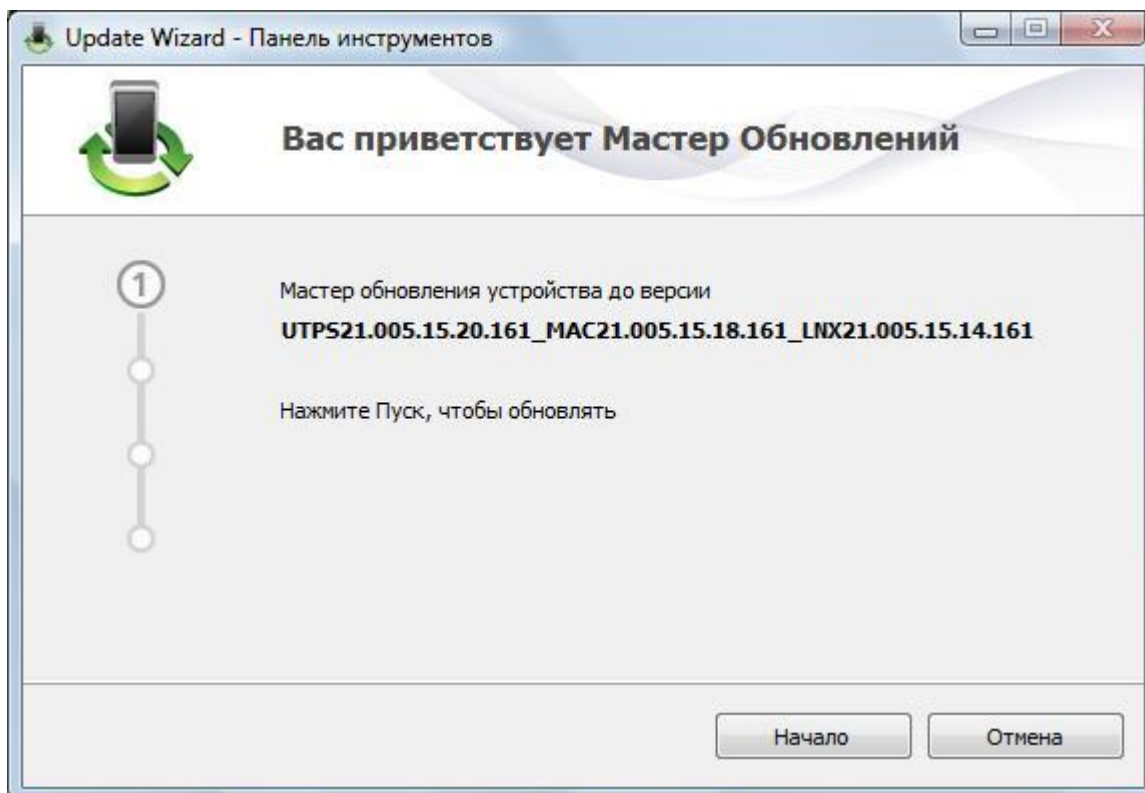 Update Wizard - Панель инструментов
Вас приветствует Мастер Обновлений
1
Мастер обновления устройства до версии
UTPS21.005.15.20.161_MAC21.005.15.18.161_LNX21.005.15.14.161
Нажмите Пуск, чтобы обновлять
Начало Отмена